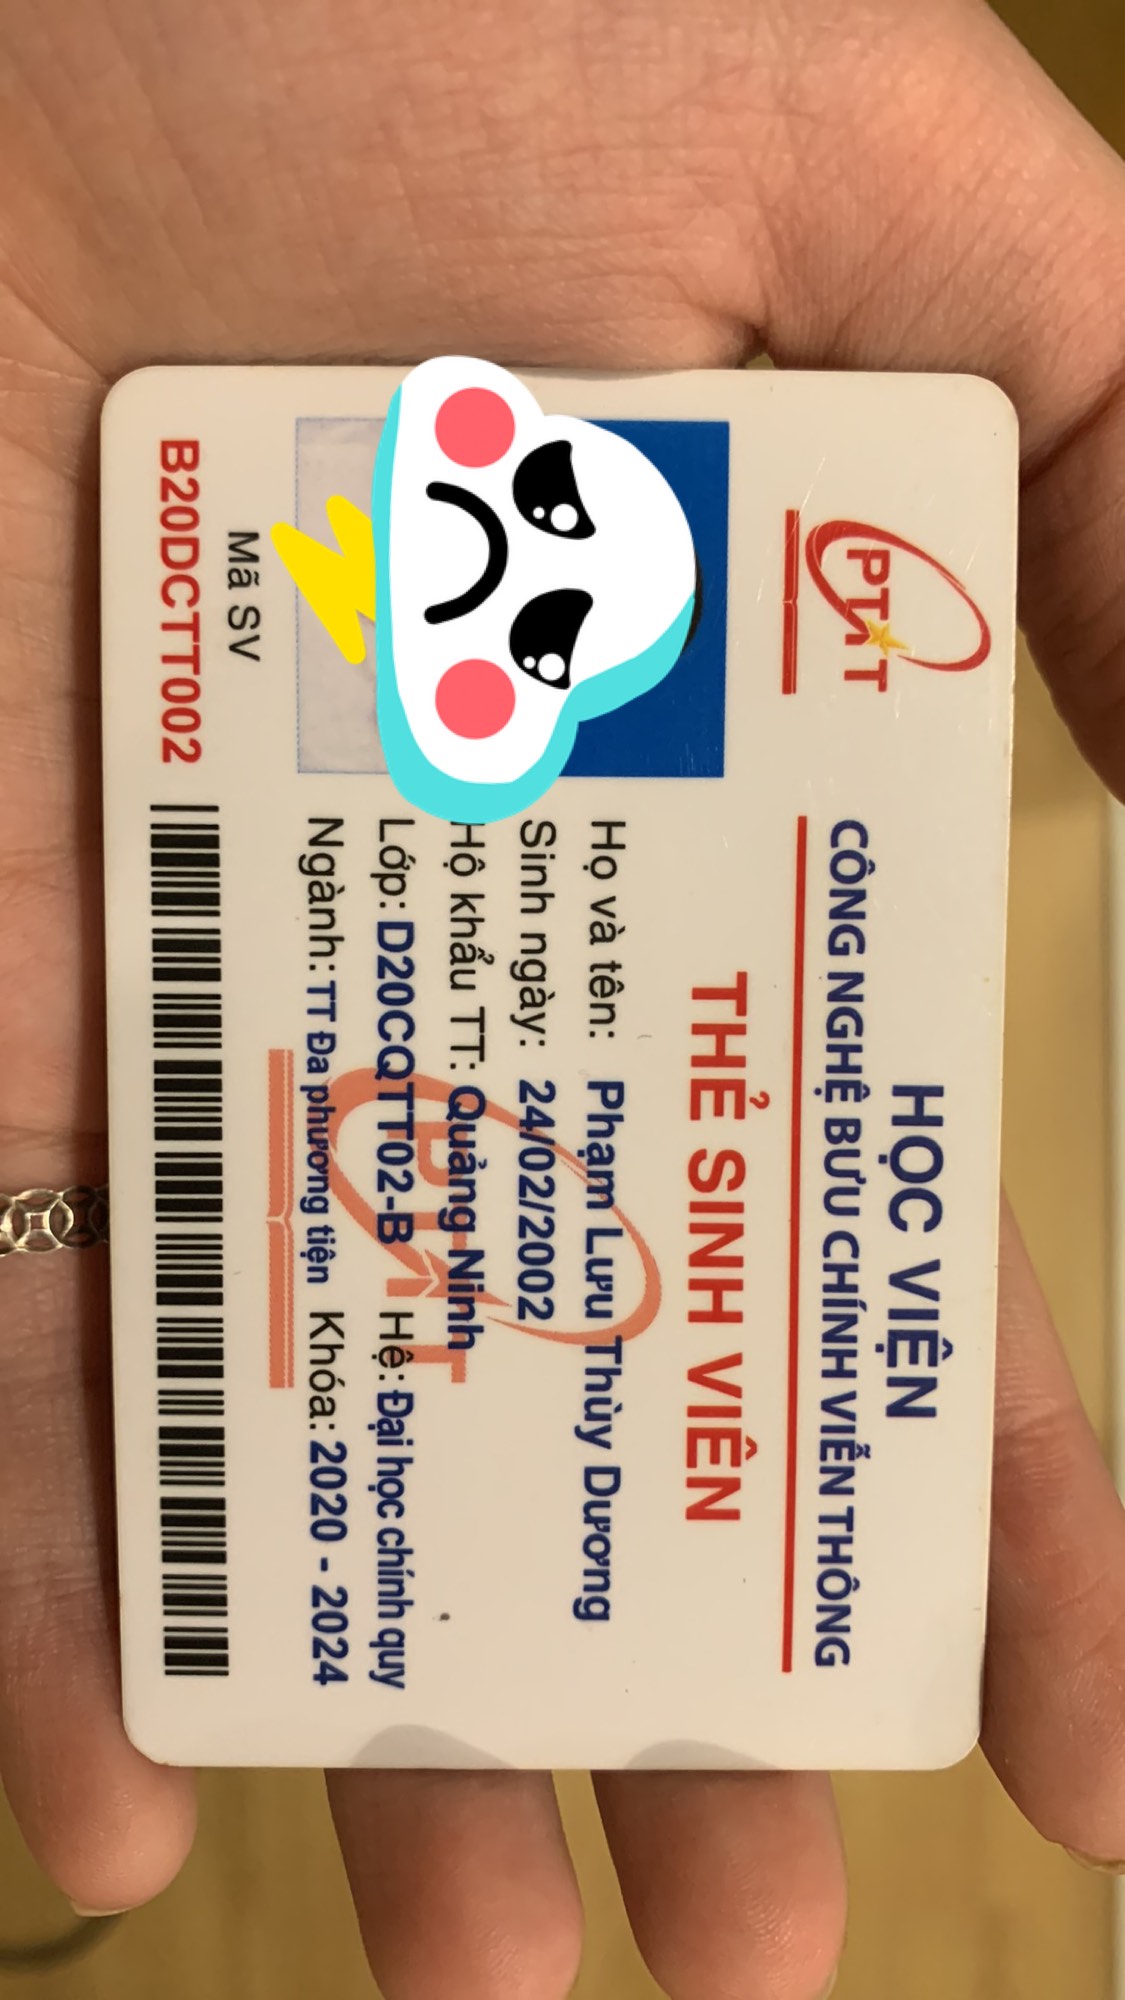 PTIT
HỌC VIỆN
CÔNG NGHỆ BƯU CHÍNH VIỄN THÔNG
THẺ SINH VIÊN
Họ và tên: Phạm Lưu Thùy Dương
Sinh ngày: 24/02/2002
Hộ khẩu TT: Quảng Ninh
Lớp: D20CQTT02-B Hệ: Đại học chính quy
Ngành: TT Đa phương tiện Khóa: 2020 - 2024
PTIT
Mã SV
B20DCTT002